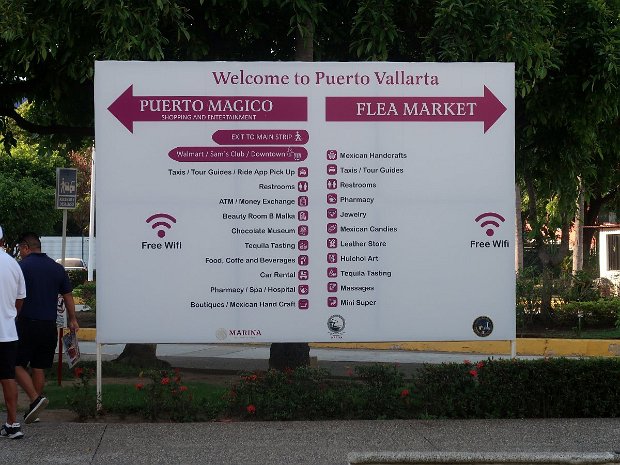 Welcome to Puerto Vallarta
PUERTO MAGICO
SHOPPING AND ENTERTAINMENT
EXIT TO MAIN STRIP
Walmart / Sam's Club / Downtown
Taxis / Tour Guides / Ride App Pick Up
Restrooms
ATM / Money Exchange
Beauty Room B Malka
Chocolate Museum
Tequila Tasting
Food, Coffe and Beverages
Car Rental
Pharmacy / Spa / Hospital
Boutiques / Mexican Hand Craft
Free Wifi
FLEA MARKET
Mexican Handcrafts
Taxis / Tour Guides
Restrooms
Pharmacy
Jewelry
Mexican Candies
Leather Store
Huichol Art
Tequila Tasting
Massages
Mini Super
Free Wifi
MARINA